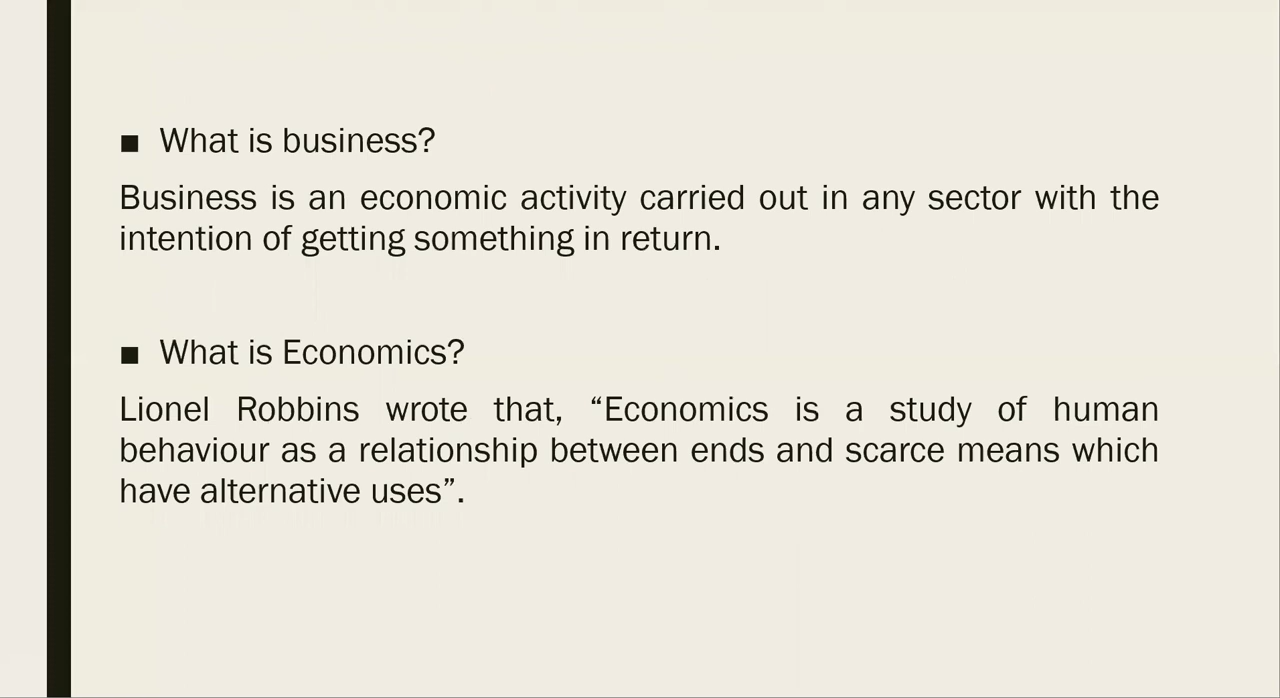 ■ What is business?
Business is an economic activity carried out in any sector with the
intention of getting something in return.
■ What is Economics?
Lionel Robbins wrote that, “Economics is a study of human
behaviour as a relationship between ends and scarce means which
have alternative uses”.